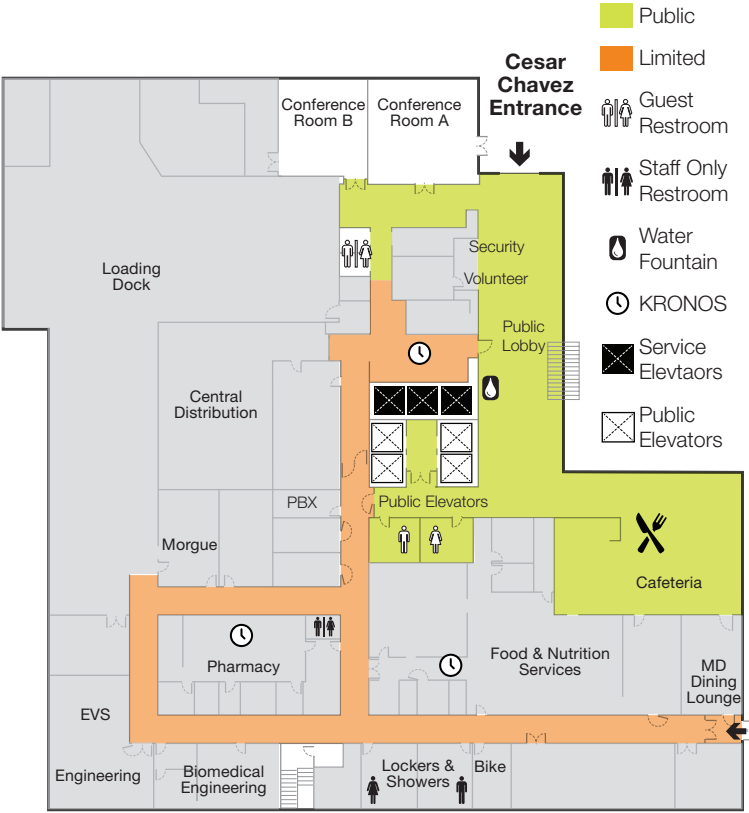 Public
Limited
Guest
Restroom
Staff Only
Restroom
Water
Fountain
KRONOS
Service
Elevtaors
Public
Elevators
Cesar
Chavez
Entrance
Conference
Room B
Conference
Room A
Security
Volunteer
Loading
Dock
Public
Lobby
Central
Distribution
PBX
Public Elevators
Morgue
Cafeteria
Pharmacy
Food & Nutrition
Services
MD
Dining
Lounge
EVS
Engineering
Biomedical
Engineering
Lockers &
Showers
Bike